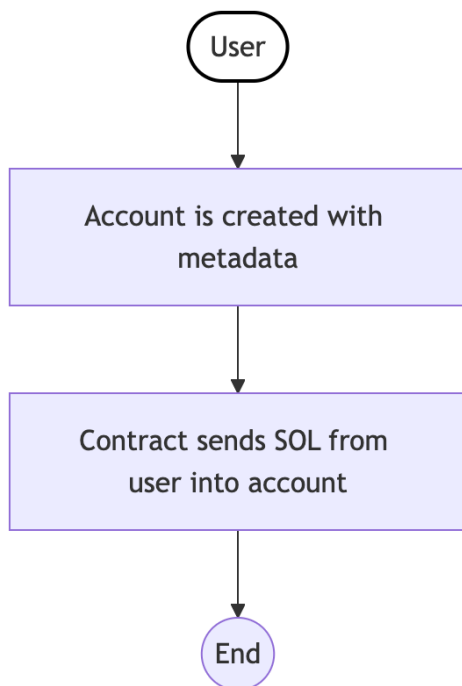 User
Account is created with
metadata
Contract sends SOL from
user into account
End